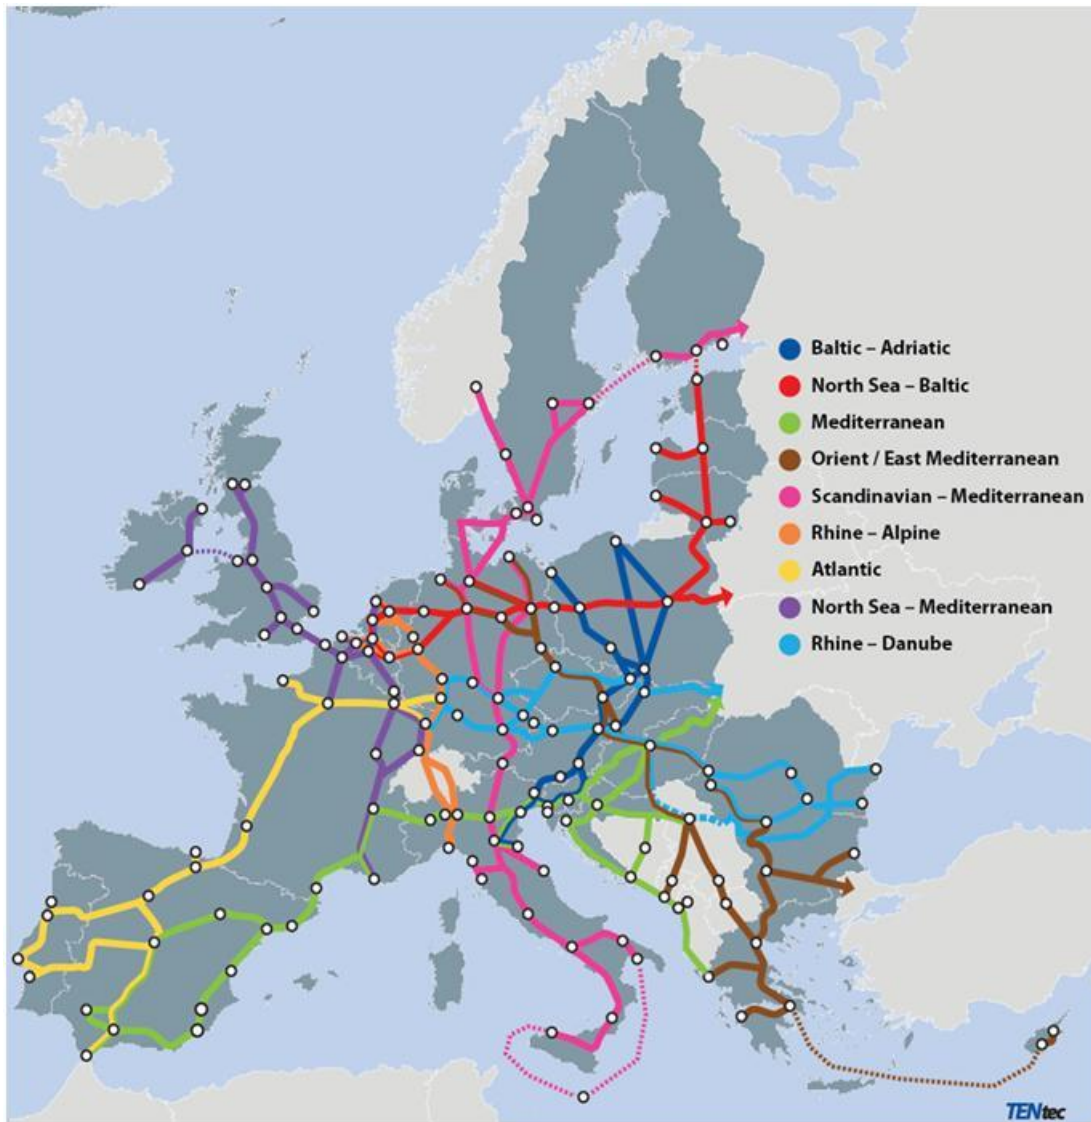 Baltic – Adriatic
North Sea – Baltic
Mediterranean
Orient / East Mediterranean
Scandinavian – Mediterranean
Rhine – Alpine
Atlantic
North Sea – Mediterranean
Rhine – Danube
TENtec